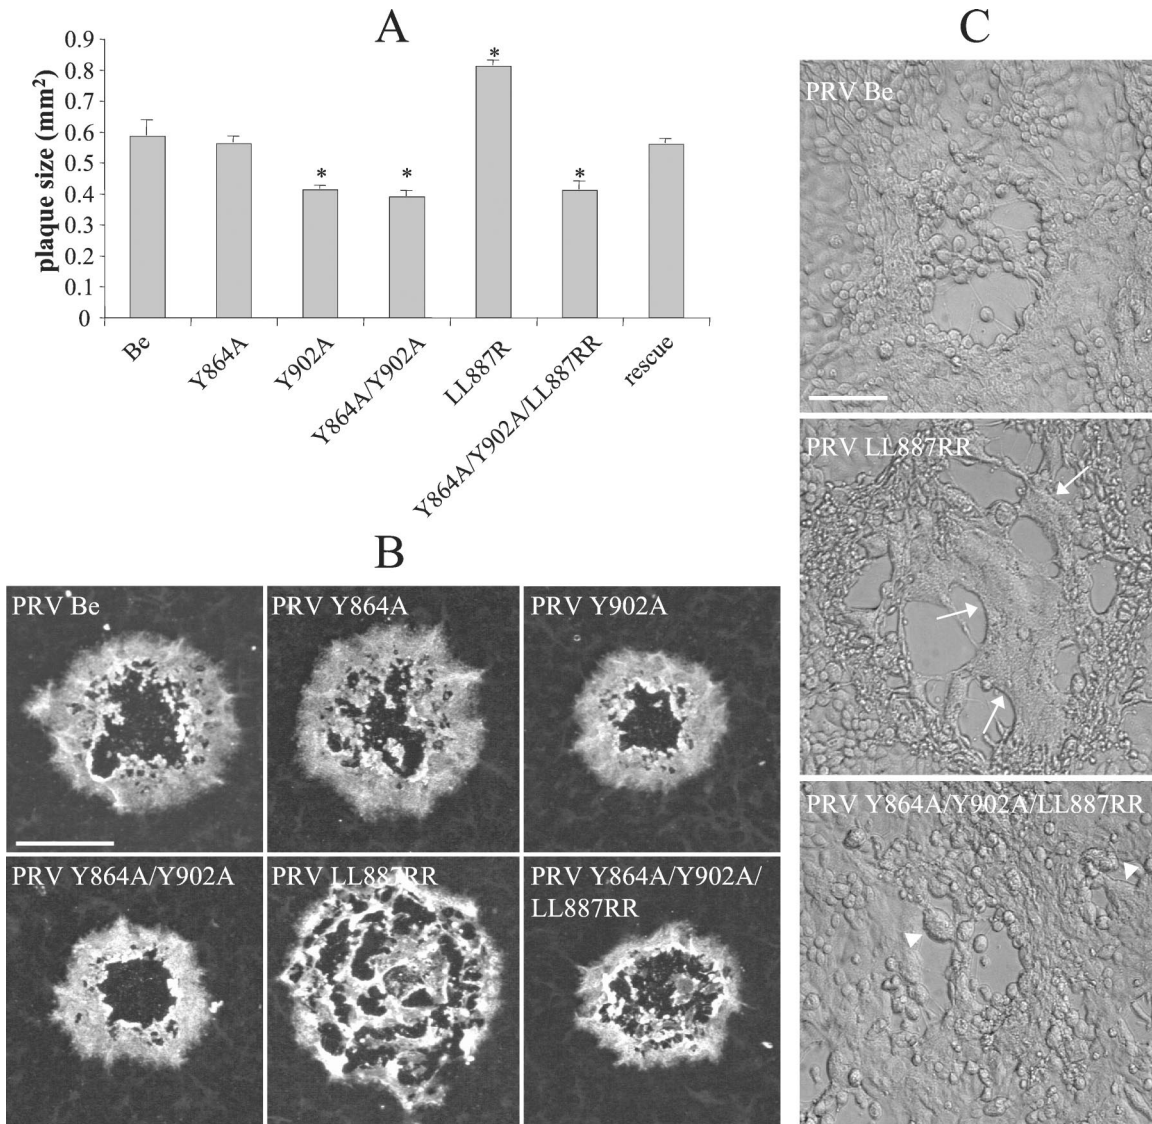 A
plaque size (mm²)
0.9
0.8
0.7
0.6
0.5
0.4
0.3
0.2
0.1
0
*
*
*
*
Be
Y864A
Y902A
Y864A/Y902A
LL887R
Y864A/Y902A/LL887RR
rescue
B
PRV Be
PRV Y864A
PRV Y902A
PRV Y864A/Y902A
PRV LL887RR
PRV Y864A/Y902A/
LL887RR
C
PRV Be
PRV LL887RR
PRV Y864A/Y902A/LL887RR